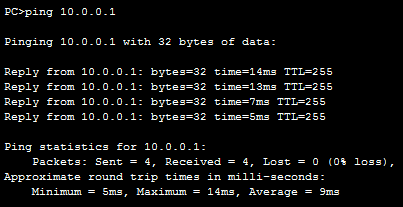 PC>ping 10.0.0.1
Pinging 10.0.0.1 with 32 bytes of data:
Reply from 10.0.0.1: bytes=32 time=14ms TTL=255
Reply from 10.0.0.1: bytes=32 time=13ms TTL=255
Reply from 10.0.0.1: bytes=32 time=7ms TTL=255
Reply from 10.0.0.1: bytes=32 time=5ms TTL=255
Ping statistics for 10.0.0.1:
    Packets: Sent = 4, Received = 4, Lost = 0 (0% loss),
Approximate round trip times in milli-seconds:
    Minimum = 5ms, Maximum = 14ms, Average = 9ms